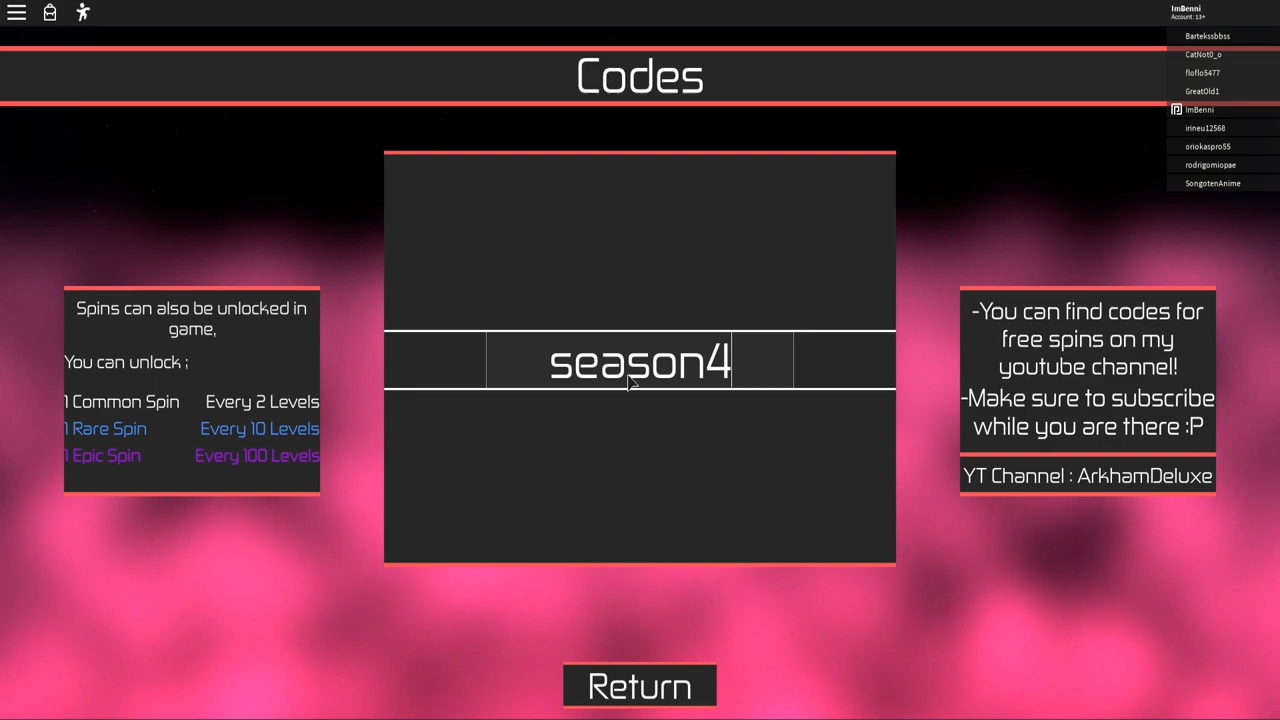 ImBenni
Account: 13+
Bartekssbbss
CatNot0_o
floflo5477
GreatOld1
ImBenni
irineu12568
oriokaspro55
rodrigomiopae
SongotenAnime
Codes
Spins can also be unlocked in
game,
You can unlock ;
1 Common Spin Every 2 Levels
1 Rare Spin Every 10 Levels
1 Epic Spin Every 100 Levels
season4
-You can find codes for
free spins on my
youtube channel!
-Make sure to subscribe
while you are there :P
YT Channel : ArkhamDeluxe
Return